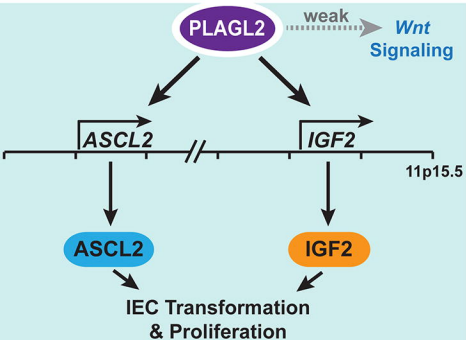 PLAGL2
weak
Wnt
Signaling
ASCL2
IGF2
11p15.5
ASCL2
IGF2
IEC Transformation
& Proliferation